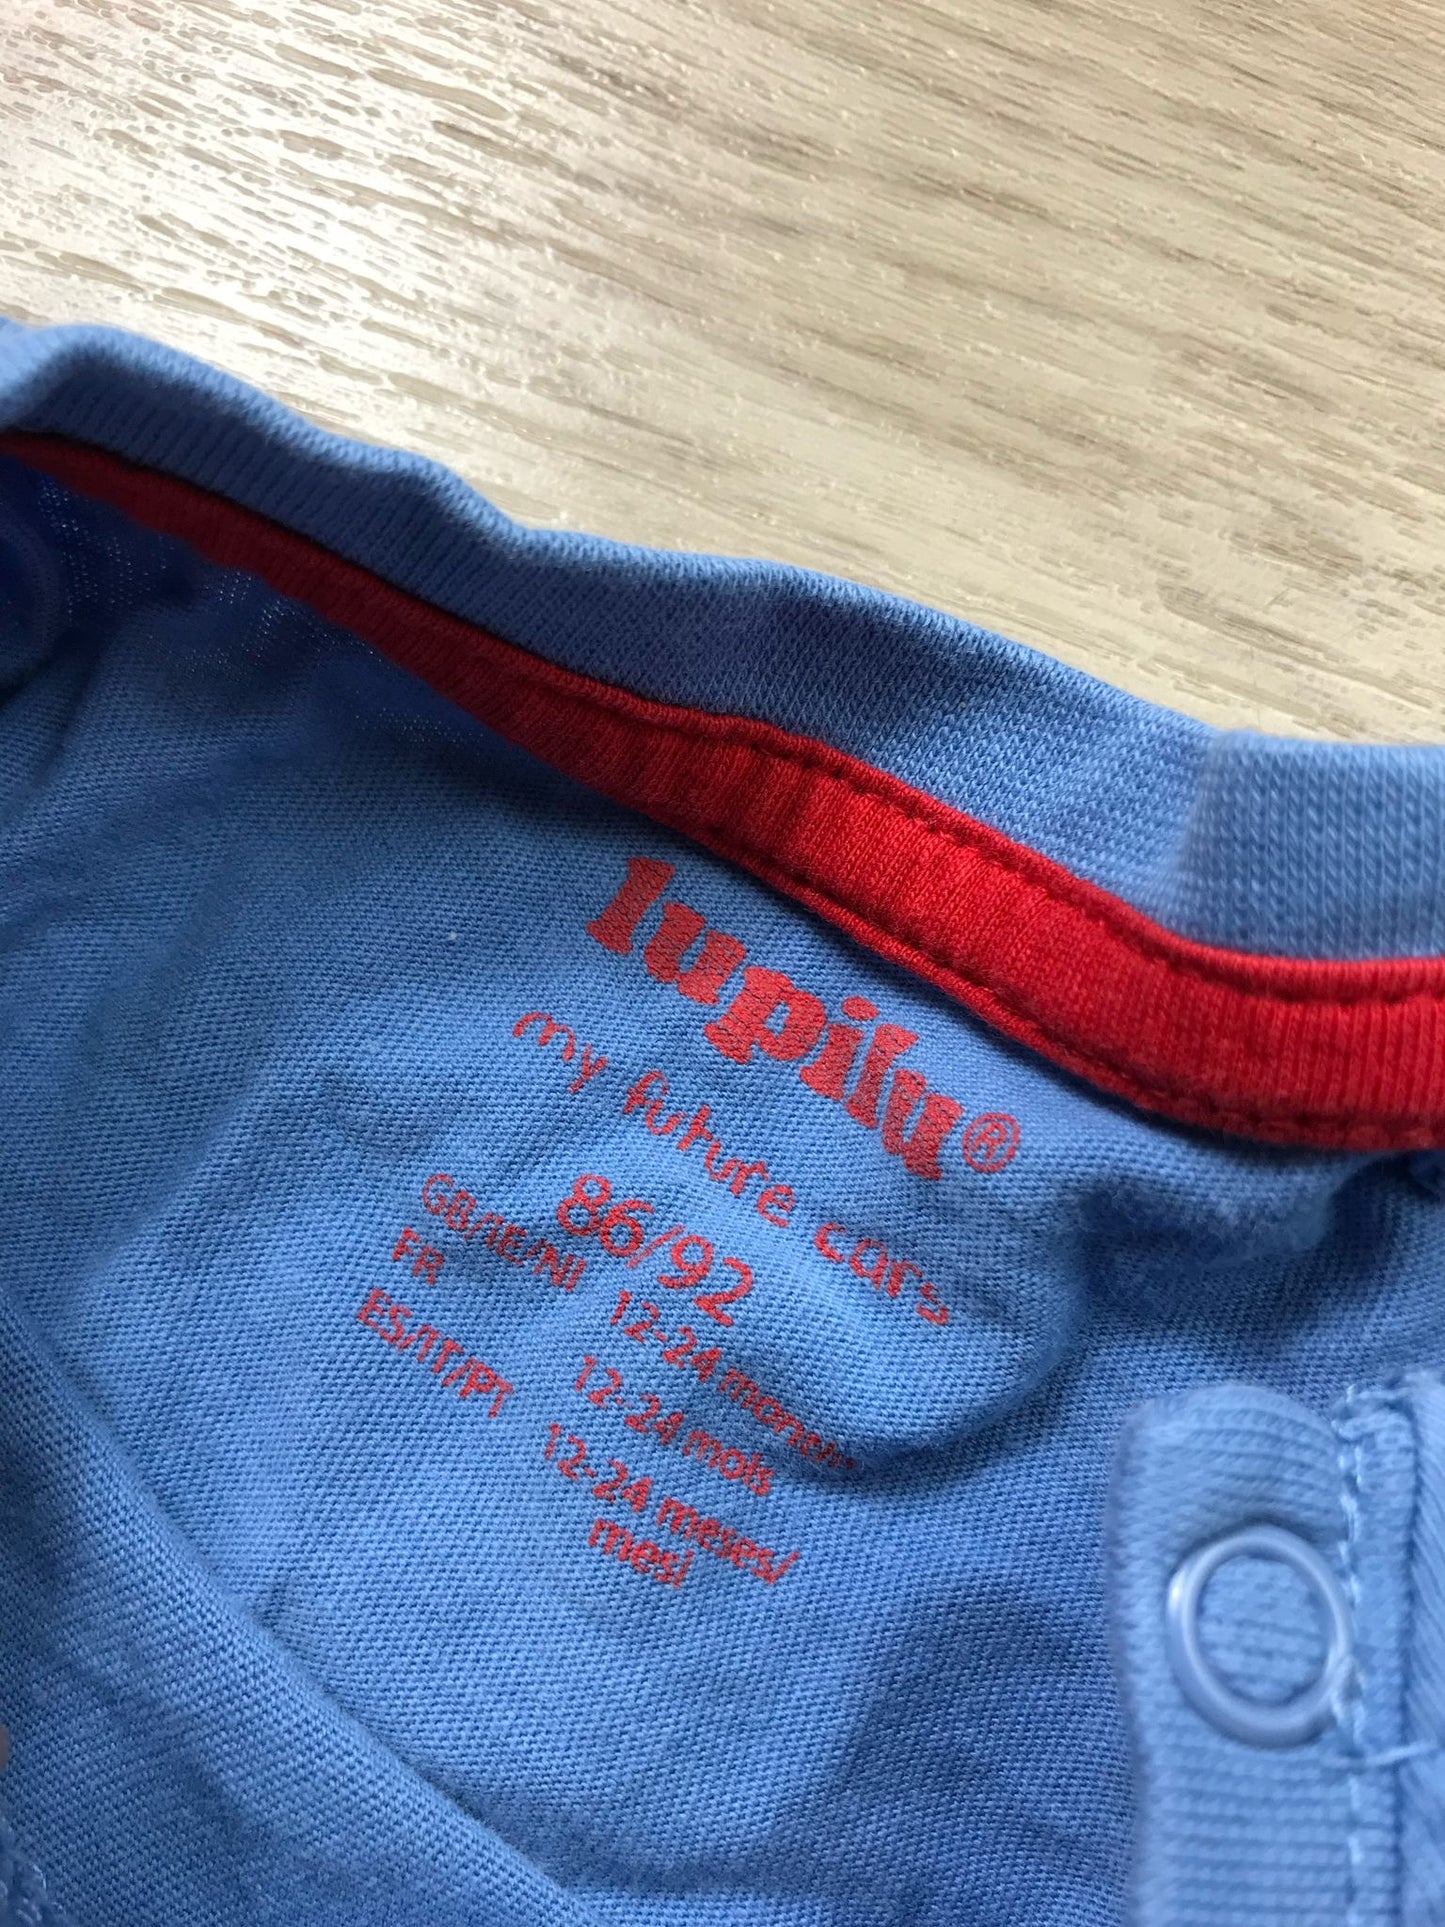 lupilu®
my future cars
86/92
GB/IE/NI 12-24 months
FR 12-24 mois
ES/IT/PT 12-24 meses/
mesi